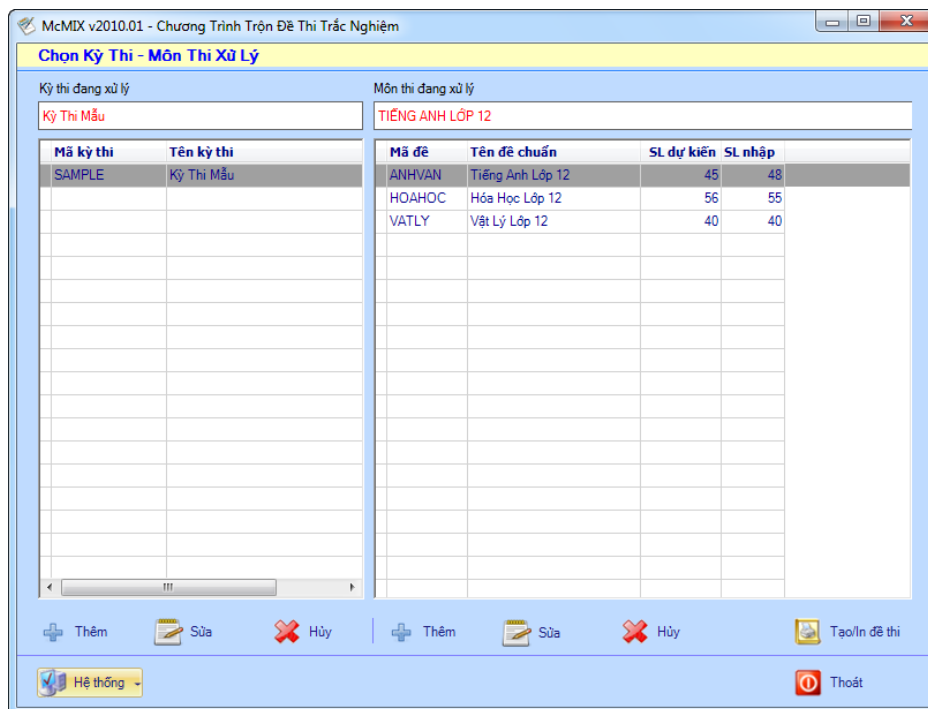 McMIX v2010.01 - Chương Trình Trộn Đề Thi Trắc Nghiệm
Chọn Kỳ Thi - Môn Thi Xử Lý
Kỳ thi đang xử lý
Môn thi đang xử lý
Kỳ Thi Mẫu
TIẾNG ANH LỚP 12
Mã kỳ thi Tên kỳ thi
SAMPLE Kỳ Thi Mẫu
Mã đề Tên đề chuẩn SL dự kiến SL nhập
ANHVAN Tiếng Anh Lớp 12 45 48
HOAHOC Hóa Học Lớp 12 56 55
VATLY Vật Lý Lớp 12 40 40
Thêm Sửa Hủy Thêm Sửa Hủy Tạo/In đề thi
Hệ thống Thoát